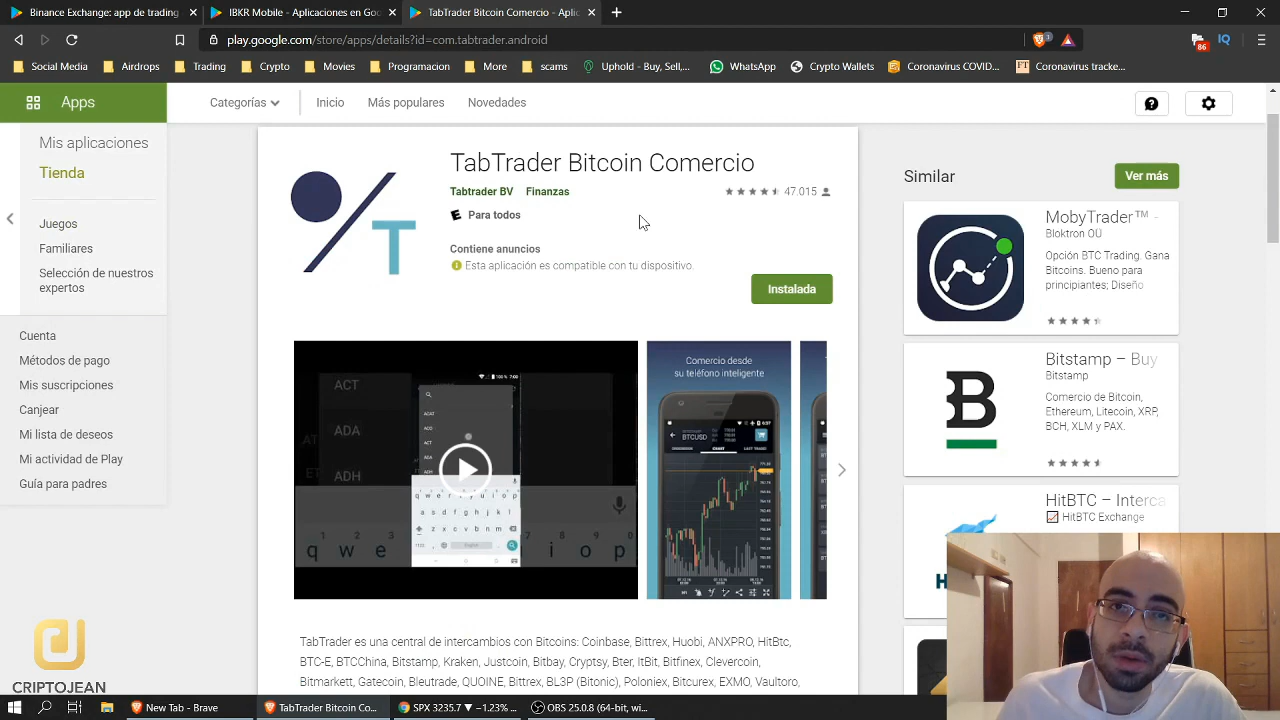 Binance Exchange: app de trading
IBKR Mobile - Aplicaciones en Go
TabTrader Bitcoin Comercio - Aplic
play.google.com/store/apps/details?id=com.tabtrader.android
3
86
IQ
Social Media
Airdrops
Trading
Crypto
Movies
Programacion
More
scams
Uphold - Buy, Sell,...
WhatsApp
Crypto Wallets
Coronavirus COVID...
Coronavirus tracke...
Apps
Categorías
Inicio
Más populares
Novedades
Mis aplicaciones
Tienda
Juegos
Familiares
Selección de nuestros
expertos
Cuenta
Métodos de pago
Mis suscripciones
Canjear
Mi lista de deseos
Mi actividad de Play
Guía para padres
TabTrader Bitcoin Comercio
Tabtrader BV
Finanzas
47.015
Para todos
Contiene anuncios
Esta aplicación es compatible con tu dispositivo.
Instalada
ACT
ADA
ADH
q w e
i o p
Comercio desde
su teléfono inteligente
BTCUSD
CHART
TabTrader es una central de intercambios con Bitcoins: Coinbase, Bittrex, Huobi, ANXPRO, HitBtc,
BTC-E, BTCChina, Bitstamp, Kraken, Justcoin, Bitbay, Cryptsy, Bter, ItBit, Bitfinex, Clevercoin,
Bitmarkett, Gatecoin, Bleutrade, QUOINE, Bittrex, BL3P (Bitonic), Poloniex, Bitcurex, EXMO, Vaultoro,
Similar
Ver más
MobyTrader™ -
Bloktron OÜ
Opción BTC Trading. Gana
Bitcoins. Bueno para
principiantes; Diseño
Bitstamp – Buy
Bitstamp
Comercio de Bitcoin,
Ethereum, Litecoin, XRP,
BCH, XLM y PAX.
HitBTC – Interca
HitBTC Exchange
CRIPTOJEAN
New Tab - Brave
TabTrader Bitcoin Co...
SPX 3235.7 ▼ −1.23% ...
OBS 25.0.8 (64-bit, wi...